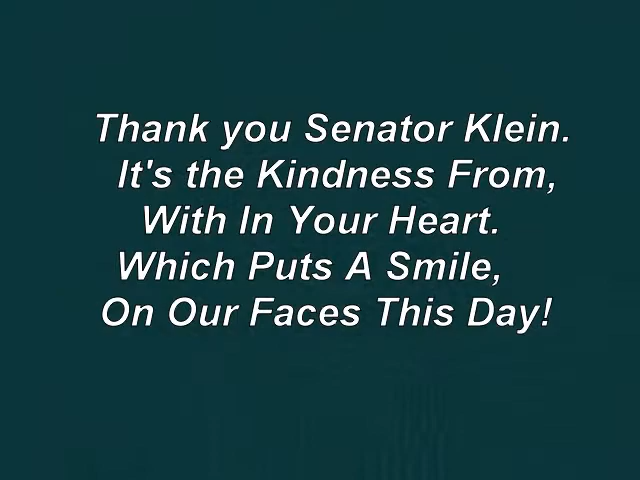 Thank you Senator Klein.
It's the Kindness From,
With In Your Heart.
Which Puts A Smile,
On Our Faces This Day!